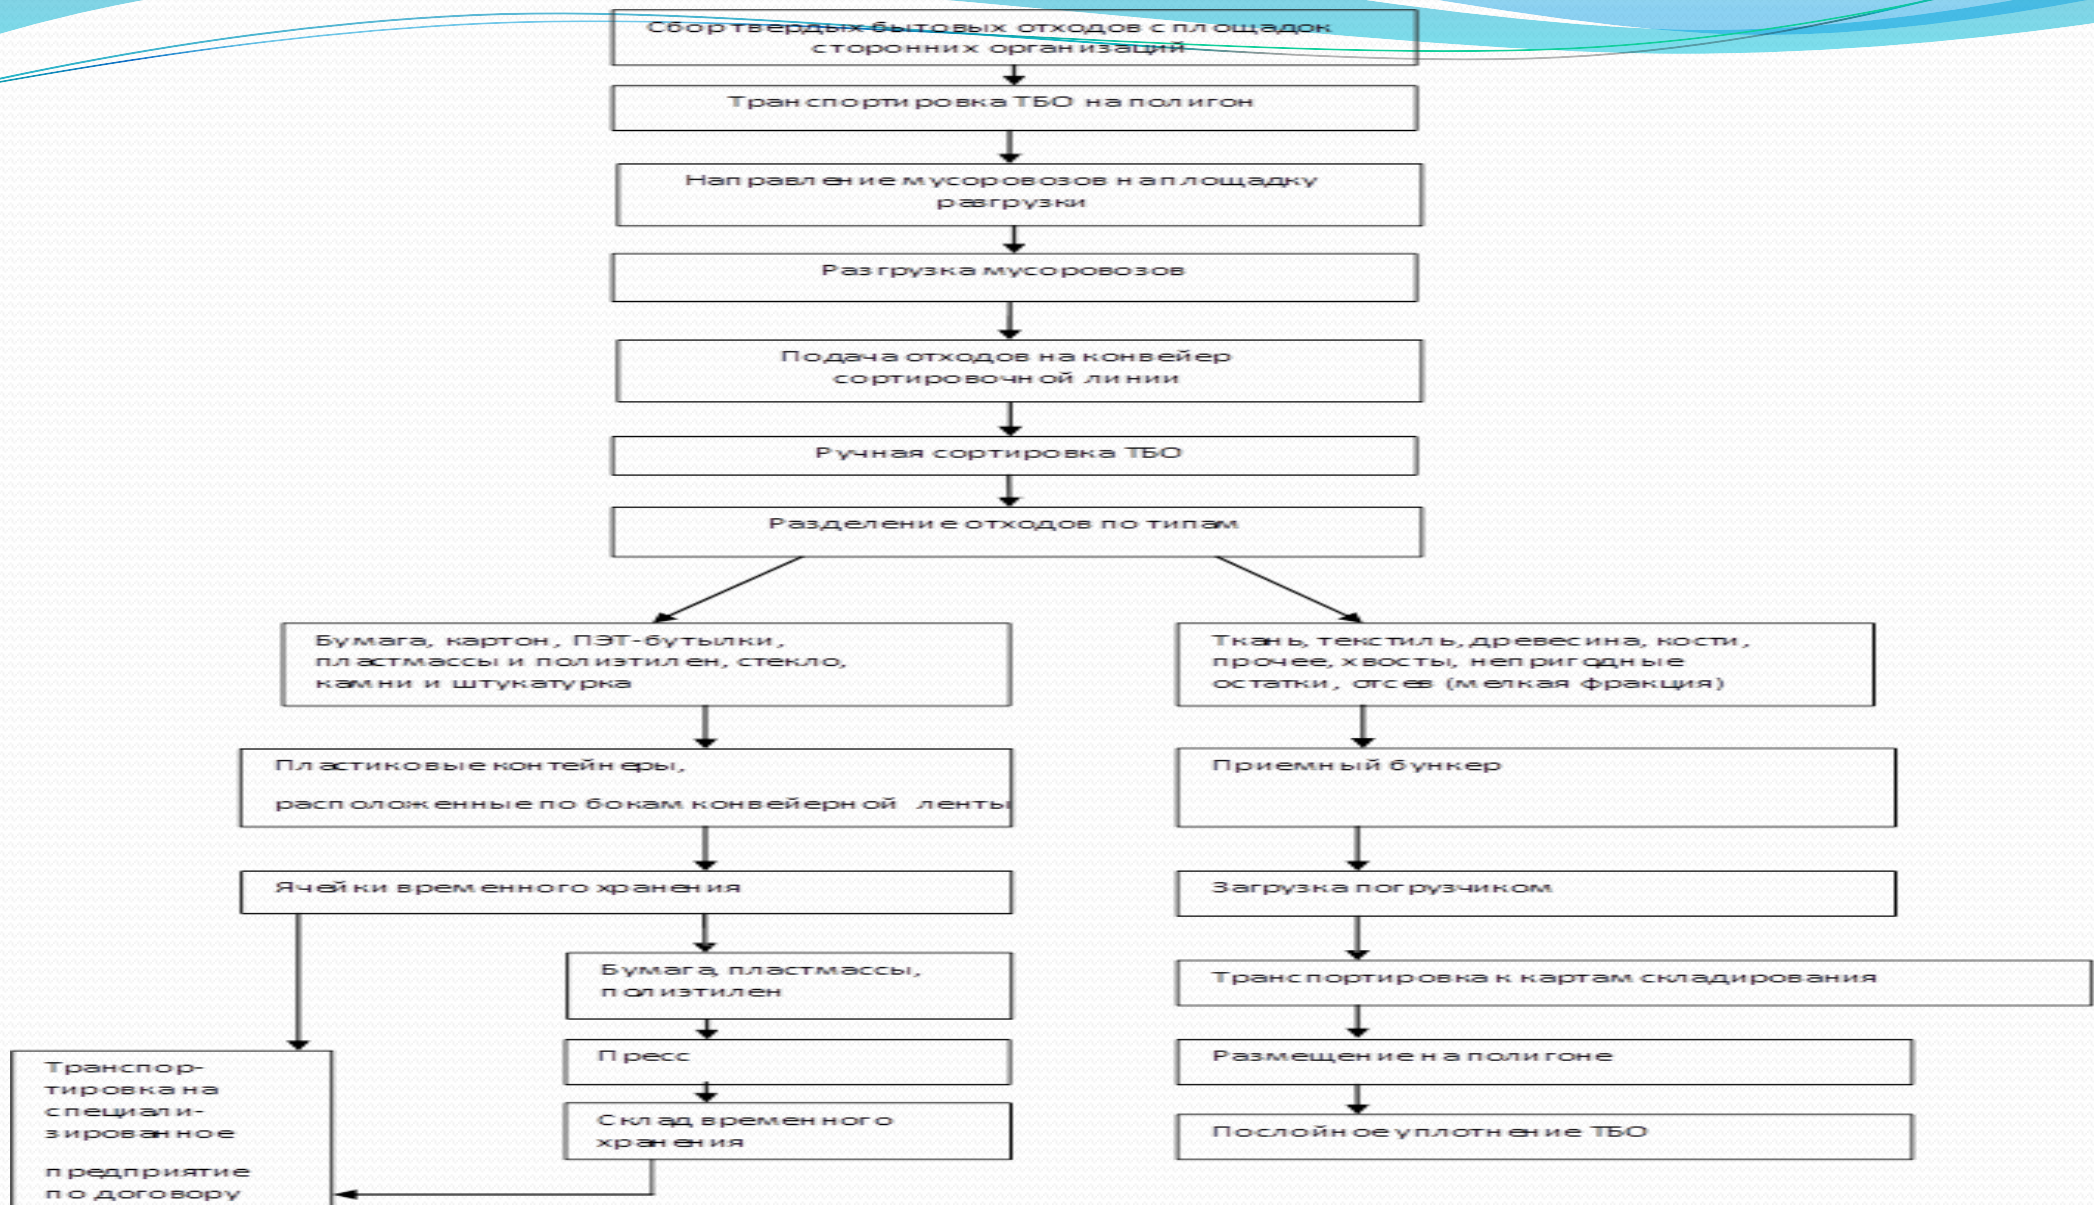 Сбор твердых бытовых отходов с площадок
сторонних организаций
Транспортировка ТБО на полигон
Направление мусоровозов на площадку
разгрузки
Разгрузка мусоровозов
Подача отходов на конвейер
сортировочной линии
Ручная сортировка ТБО
Разделение отходов по типам
Бумага, картон, ПЭТ-бутылки,
пластмассы и полиэтилен, стекло,
камни и штукатурка
Пластиковые контейнеры,
расположенные по бокам конвейерной ленты
Ячейки временного хранения
Бумага, пластмассы,
полиэтилен
Пресс
Склад временного
хранения
Транспор-
тировка на
специали-
зированное
предприятие
по договору
Ткань, текстиль, древесина, кости,
прочее, хвосты, непригодные
остатки, отсев (мелкая фракция)
Приемный бункер
Загрузка погрузчиком
Транспортировка к картам складирования
Размещение на полигоне
Послойное уплотнение ТБО